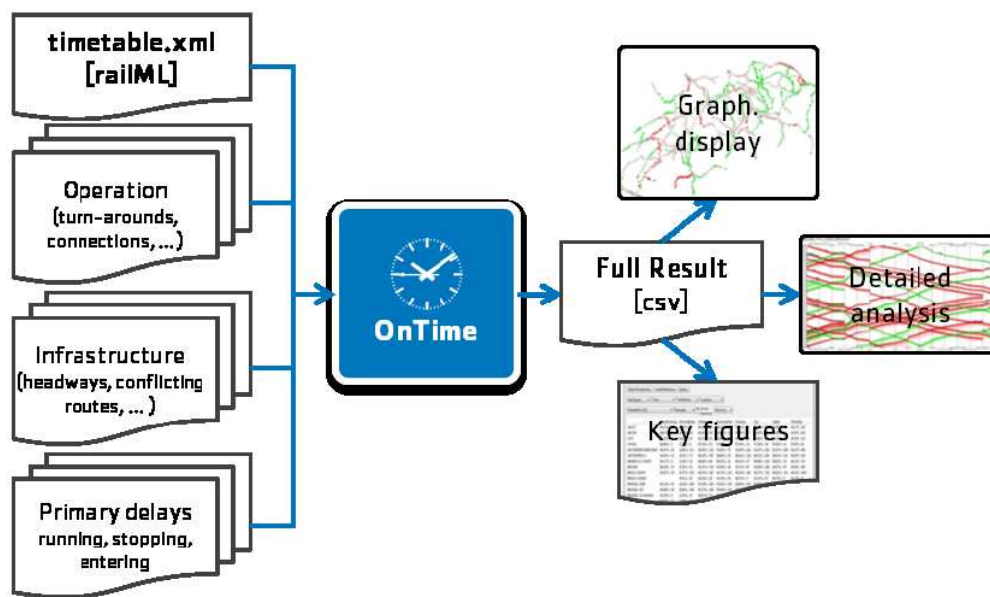 timetable.xml
[railML]
Operation
(turn-arounds,
connections, ...)
Infrastructure
(headways, conflicting
routes, ... )
Primary delays
running, stopping,
entering
OnTime
Full Result
[csv]
Graph.
display
Detailed
analysis
Key figures